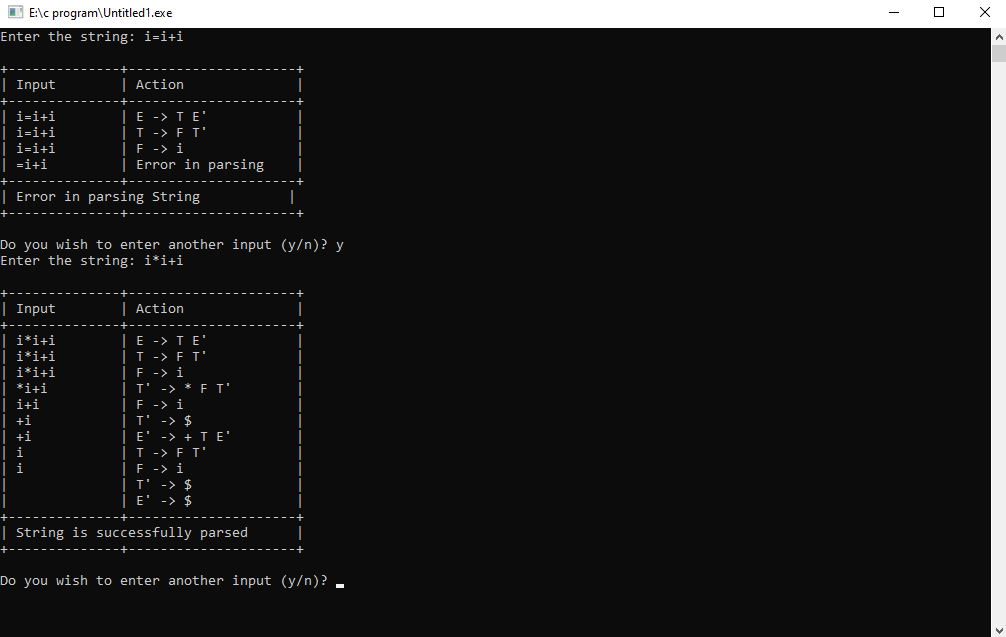 E:\c program\Untitled1.exe
Enter the string: i=i+i
+--------------+---------------------+
| Input        | Action              |
+--------------+---------------------+
| i=i+i        | E -> T E'           |
| i=i+i        | T -> F T'           |
| i=i+i        | F -> i              |
| =i+i         | Error in parsing    |
+--------------+---------------------+
| Error in parsing String           |
+--------------+---------------------+
Do you wish to enter another input (y/n)? y
Enter the string: i*i+i
+--------------+---------------------+
| Input        | Action              |
+--------------+---------------------+
| i*i+i        | E -> T E'           |
| i*i+i        | T -> F T'           |
| i*i+i        | F -> i              |
| *i+i         | T' -> * F T'        |
| i+i          | F -> i              |
| +i           | T' -> $             |
| +i           | E' -> + T E'        |
| i            | T -> F T'           |
| i            | F -> i              |
|              | T' -> $             |
|              | E' -> $             |
+--------------+---------------------+
| String is successfully parsed      |
+--------------+---------------------+
Do you wish to enter another input (y/n)?